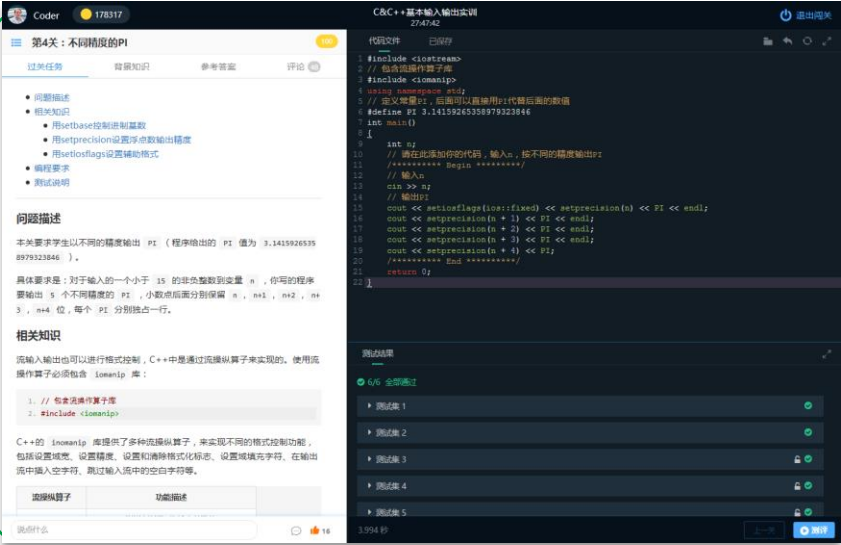 Coder
178317
C&C++基本输入输出实训
27:47:42
退出闯关
第4关：不同精度的PI
100
过关任务 背景知识 参考答案 评论 48
问题描述
相关知识
用setbase控制进制基数
用setprecision设置浮点数输出精度
用setiosflags设置辅助格式
编程要求
测试说明
问题描述
本关要求学生以不同的精度输出 PI （程序给出的 PI 值为 3.1415926535
8979323846 ）。
具体要求是：对于输入的一个小于 15 的非负整数到变量 n ，你写的程序
要输出 5 个不同精度的 PI ，小数点后面分别保留 n , n+1 , n+2 , n+
3 , n+4 位，每个 PI 分别独占一行。
相关知识
流输入输出也可以进行格式控制，C++中是通过流操纵算子来实现的。使用流
操作算子必须包含 iomanip 库：
1. // 包含流操作算子库
2. #include <iomanip>
C++的 inomanip 库提供了多种流操纵算子，来实现不同的格式控制功能，
包括设置域宽、设置精度、设置和清除格式化标志、设置域填充字符、在输出
流中插入空字符、跳过输入流中的空白字符等。
流操纵算子 功能描述
说点什么
16
代码文件 已保存
1 #include <iostream>
2 // 包含流操作算子库
3 #include <iomanip>
4 using namespace std;
5 // 定义常量PI，后面可以直接用PI代替后面的数值
6 #define PI 3.14159265358979323846
7 int main()
8 {
9 int n;
10 // 请在此添加你的代码，输入n，按不同的精度输出PI
11 /********** Begin *********/
12 // 输入n
13 cin >> n;
14 // 输出PI
15 cout << setiosflags(ios::fixed) << setprecision(n) << PI << endl;
16 cout << setprecision(n + 1) << PI << endl;
17 cout << setprecision(n + 2) << PI << endl;
18 cout << setprecision(n + 3) << PI << endl;
19 cout << setprecision(n + 4) << PI;
20 /********** End **********/
21 return 0;
22 }
测试结果
6/6 全部通过
测试集 1
测试集 2
测试集 3
测试集 4
测试集 5
3.994 秒
上一关
评测